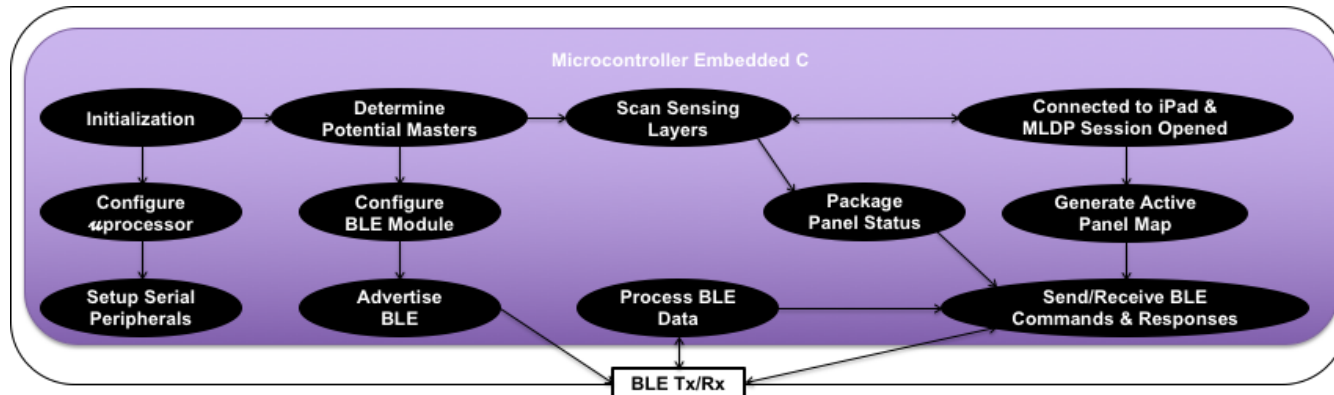 Microcontroller Embedded C
Initialization
Determine
Potential Masters
Scan Sensing
Layers
Connected to iPad &
MLDP Session Opened
Configure
uprocessor
Configure
BLE Module
Package
Panel Status
Generate Active
Panel Map
Setup Serial
Peripherals
Advertise
BLE
Process BLE
Data
Send/Receive BLE
Commands & Responses
BLE Tx/Rx